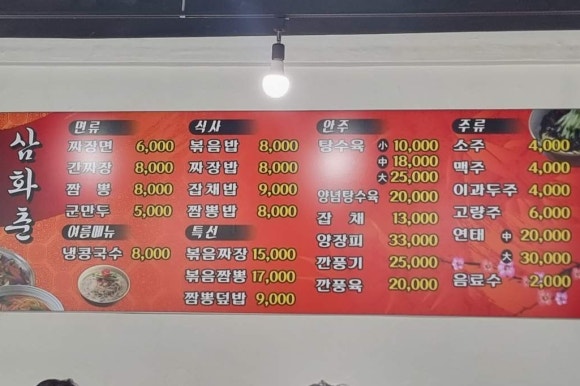 삼화춘
면류
짜장면 6,000
간짜장 8,000
짬뽕 8,000
군만두 5,000
여름메뉴
냉콩국수 8,000
식사
볶음밥 8,000
짜장밥 8,000
잡채밥 9,000
짬뽕밥 8,000
특선
볶음짜장 15,000
볶음짬뽕 17,000
짬뽕덮밥 9,000
안주
탕수육 小 10,000
中 18,000
大 25,000
양념탕수육 20,000
잡채 13,000
양장피 33,000
깐풍기 25,000
깐풍육 20,000
주류
소주 4,000
맥주 4,000
이과두주 4,000
고량주 6,000
연태 中 20,000
大 30,000
음료수 2,000